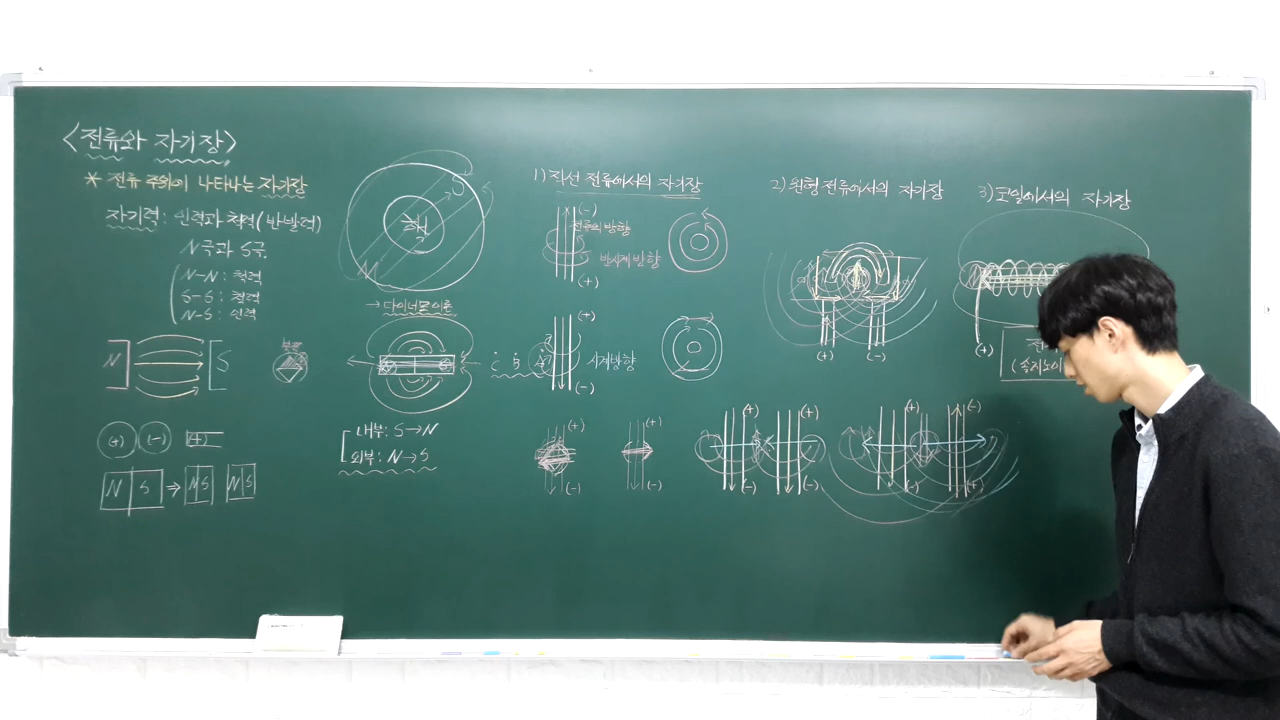 <전류와 자기장>
* 전류 주위에 나타나는 자기장
자기력: 인력과 척력(반발력)
N극과 S극.
N-N: 척력
S-S: 척력
N-S: 인력
N S
(+) (-) (+)
N S ⇒ N S N S
S
N
→ 다이너모이론
내부: S→N
외부: N→S
1) 직선 전류에서의 자기장
(-)
전류의 방향
반시계방향
(+)
(+)
시계방향
(-)
(+) (+)
(-) (-)
2) 원형전류에서의 자기장
(+) (-)
(+) (+) (+) (-)
(-) (-) (-) (+)
3) 코일에서의 자기장
(+)